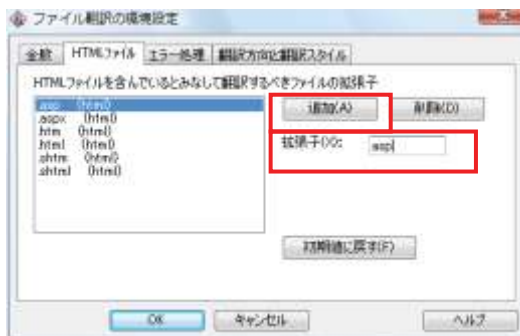 ファイル翻訳の環境設定
全般 HTMLファイル エラー処理 翻訳方向と翻訳スタイル
HTMLファイルを含んでいるとみなして翻訳するべきファイルの拡張子
.asp (html)
.aspx (html)
.htm (html)
.html (html)
.shtm (html)
.shtml (html)
追加(A) 削除(D)
拡張子(X): asp
初期値に戻す(F)
OK キャンセル ヘルプ